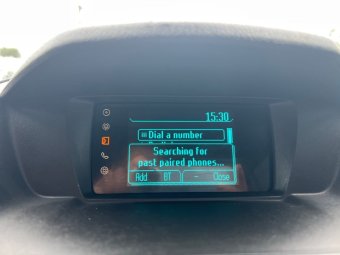 15:30
Dial a number
Searching for
past paired phones...
Add BT - Close